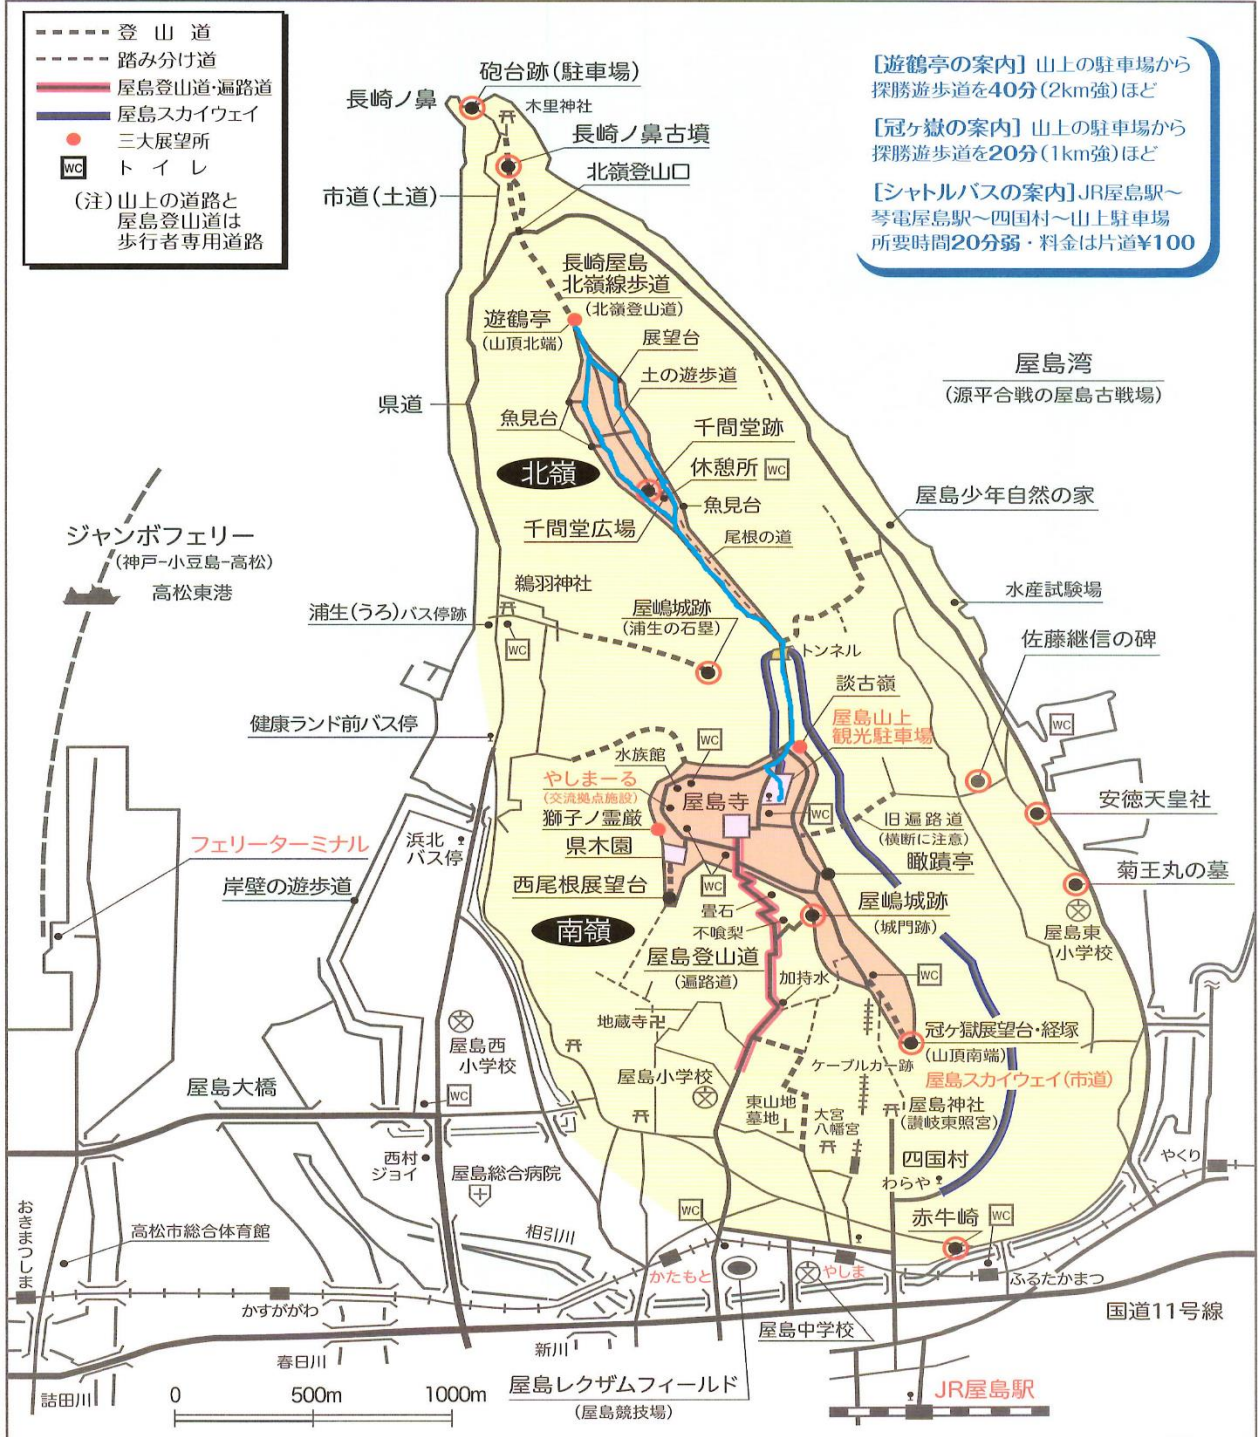 登山道
踏み分け道
屋島登山道・遍路道
屋島スカイウェイ
三大展望所
WC トイレ
(注)山上の道路と
屋島登山道は
歩行者専用道路
[遊鶴亭の案内] 山上の駐車場から
探勝遊歩道を40分(2km強)ほど
[冠ヶ嶽の案内] 山上の駐車場から
探勝遊歩道を20分(1km強)ほど
[シャトルバスの案内]JR屋島駅〜
琴電屋島駅〜四国村〜山上駐車場
所要時間20分弱・料金は片道¥100
砲台跡(駐車場)
長崎ノ鼻
木里神社
長崎ノ鼻古墳
北嶺登山口
市道(土道)
長崎屋島
北嶺線歩道
(北嶺登山道)
遊鶴亭
(山頂北端)
展望台
土の遊歩道
屋島湾
(源平合戦の屋島古戦場)
県道
魚見台
千間堂跡
北嶺
休憩所 WC
魚見台
千間堂広場
尾根の道
屋島少年自然の家
ジャンボフェリー
(神戸−小豆島−高松)
高松東港
鵜羽神社
浦生(うろ)バス停跡
WC
屋嶋城跡
(浦生の石塁)
水産試験場
トンネル
佐藤継信の碑
談古嶺
健康ランド前バス停
屋島山上
観光駐車場
WC
WC
水族館
やしまーる
(交流拠点施設)
屋島寺
獅子ノ霊巌
WC
旧遍路道
(横断に注意)
安徳天皇社
フェリーターミナル
浜北
バス停
県木園
瞰蹟亭
菊王丸の墓
岸壁の遊歩道
西尾根展望台
WC
畳石
屋嶋城跡
(城門跡)
南嶺
不喰梨
屋島東
小学校
屋島登山道
(遍路道)
加持水
WC
地蔵寺卍
冠ヶ嶽展望台・経塚
(山頂南端)
屋島西
小学校
ケーブルカー跡
屋島スカイウェイ(市道)
屋島小学校
屋島大橋
WC
東山地
墓地
大宮
八幡宮
屋島神社
(讃岐東照宮)
西村
ジョイ
屋島総合病院
四国村
わらや
やくり
おきまつしま
高松市総合体育館
相引川
WC
赤牛崎
WC
かたもと
やしま
ふるたかまつ
かすががわ
国道11号線
屋島中学校
新川
春日川
詰田川
0 500m 1000m
屋島レクザムフィールド
(屋島競技場)
JR屋島駅